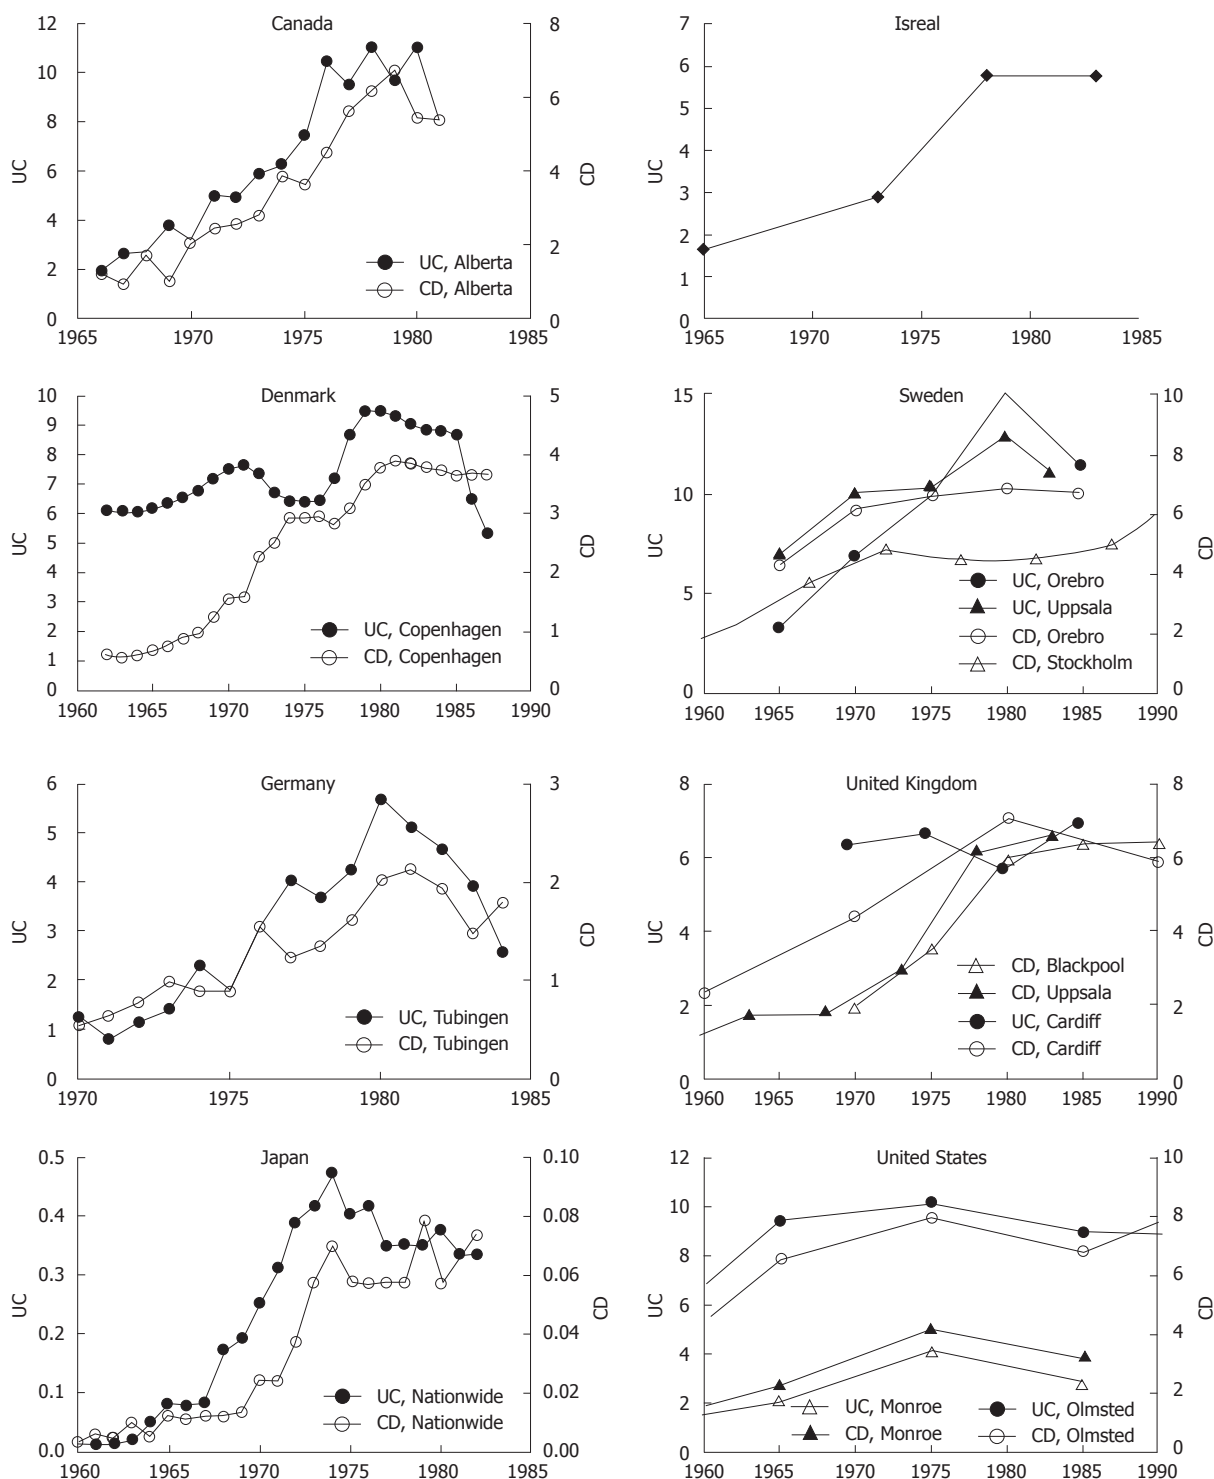 Canada
12
10
8
6
4
2
0
UC
8
6
4
2
0
CD
UC, Alberta
CD, Alberta
1965 1970 1975 1980 1985
Isreal
7
6
5
4
3
2
1
0
UC
1965 1970 1975 1980 1985
Denmark
10
9
8
7
6
5
4
3
2
1
0
UC
5
4
3
2
1
0
CD
UC, Copenhagen
CD, Copenhagen
1960 1965 1970 1975 1980 1985 1990
Sweden
15
10
5
0
UC
10
8
6
4
2
0
CD
UC, Orebro
UC, Uppsala
CD, Orebro
CD, Stockholm
1960 1965 1970 1975 1980 1985 1990
Germany
6
5
4
3
2
1
0
UC
3
2
1
0
CD
UC, Tubingen
CD, Tubingen
1970 1975 1980 1985
United Kingdom
8
6
4
2
0
UC
8
6
4
2
0
CD
CD, Blackpool
CD, Uppsala
UC, Cardiff
CD, Cardiff
1960 1965 1970 1975 1980 1985 1990
Japan
0.5
0.4
0.3
0.2
0.1
0.0
UC
0.10
0.08
0.06
0.04
0.02
0.00
CD
UC, Nationwide
CD, Nationwide
1960 1965 1970 1975 1980 1985
United States
12
10
8
6
4
2
0
UC
10
8
6
4
2
0
CD
UC, Monroe
CD, Monroe
UC, Olmsted
CD, Olmsted
1960 1965 1970 1975 1980 1985 1990